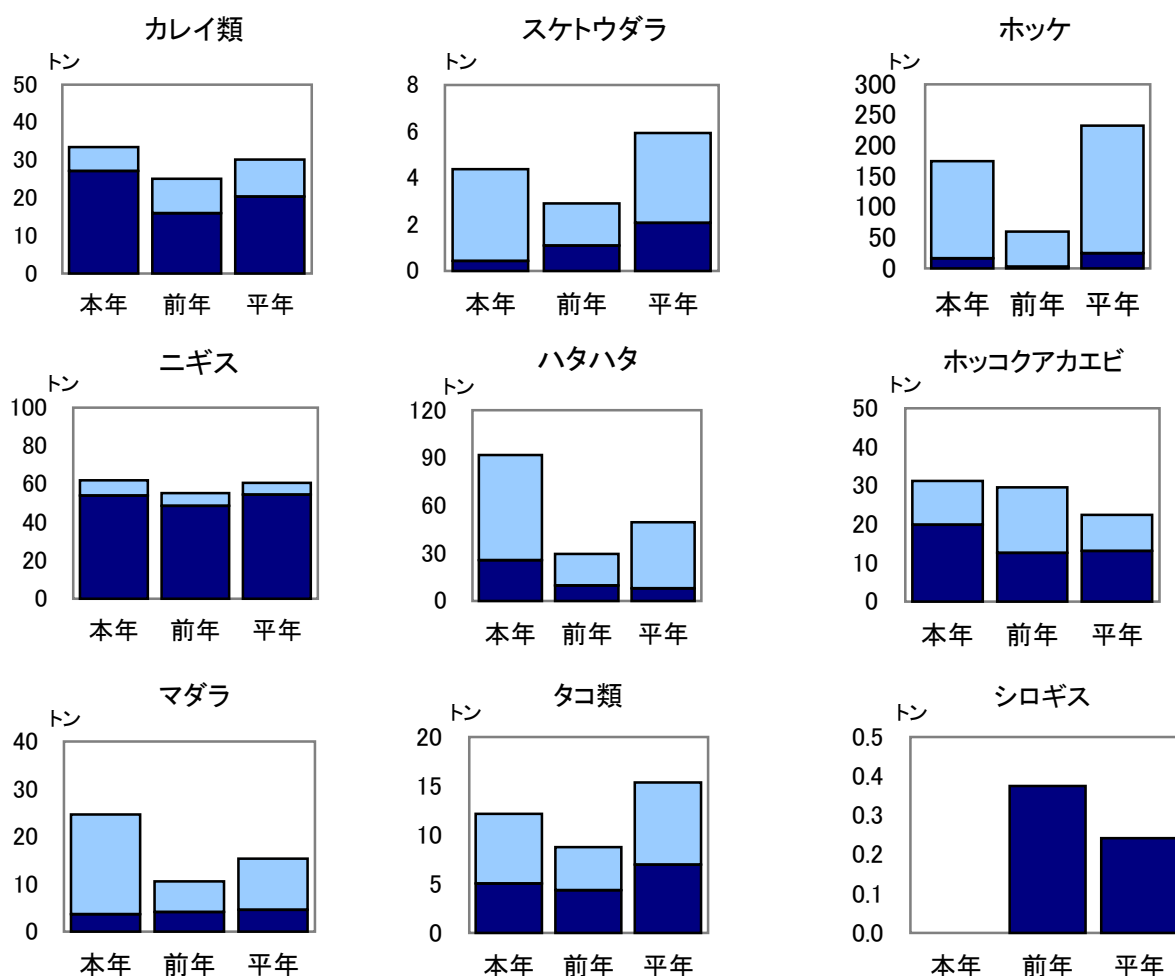 カレイ類
トン
50
40
30
20
10
0
本年 前年 平年
スケトウダラ
トン
8
6
4
2
0
本年 前年 平年
ホッケ
トン
300
250
200
150
100
50
0
本年 前年 平年
ニギス
トン
100
80
60
40
20
0
本年 前年 平年
ハタハタ
トン
120
90
60
30
0
本年 前年 平年
ホッコクアカエビ
トン
50
40
30
20
10
0
本年 前年 平年
マダラ
トン
40
30
20
10
0
本年 前年 平年
タコ類
トン
20
15
10
5
0
本年 前年 平年
シロギス
トン
0.5
0.4
0.3
0.2
0.1
0.0
本年 前年 平年